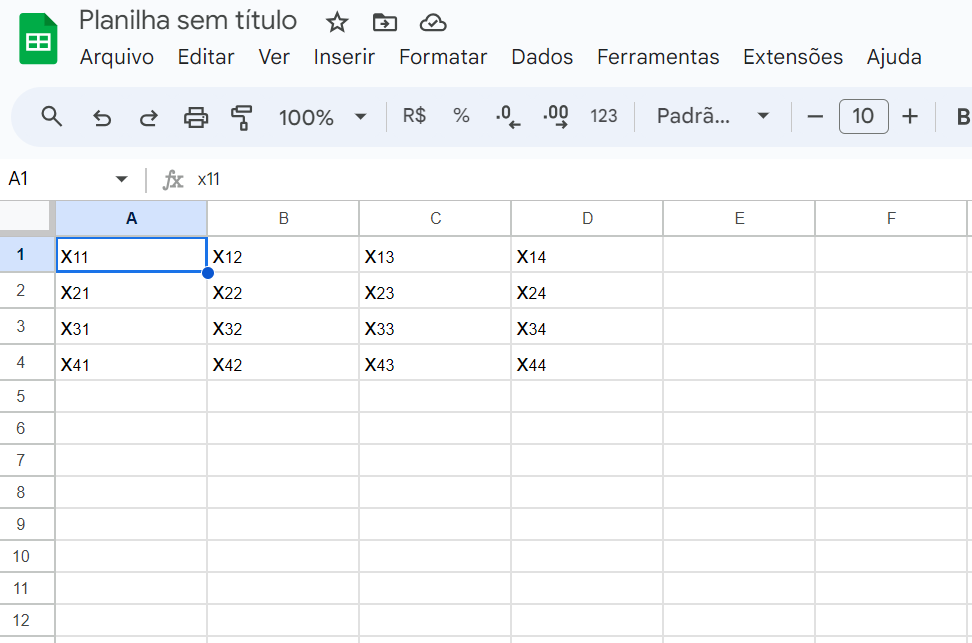 Planilha sem título
Arquivo Editar Ver Inserir Formatar Dados Ferramentas Extensões Ajuda
100% R$ % .0 .00 123 Padrã... − 10 + B
A1 fx x11
A B C D E F
1 X11 X12 X13 X14
2 X21 X22 X23 X24
3 X31 X32 X33 X34
4 X41 X42 X43 X44
5
6
7
8
9
10
11
12